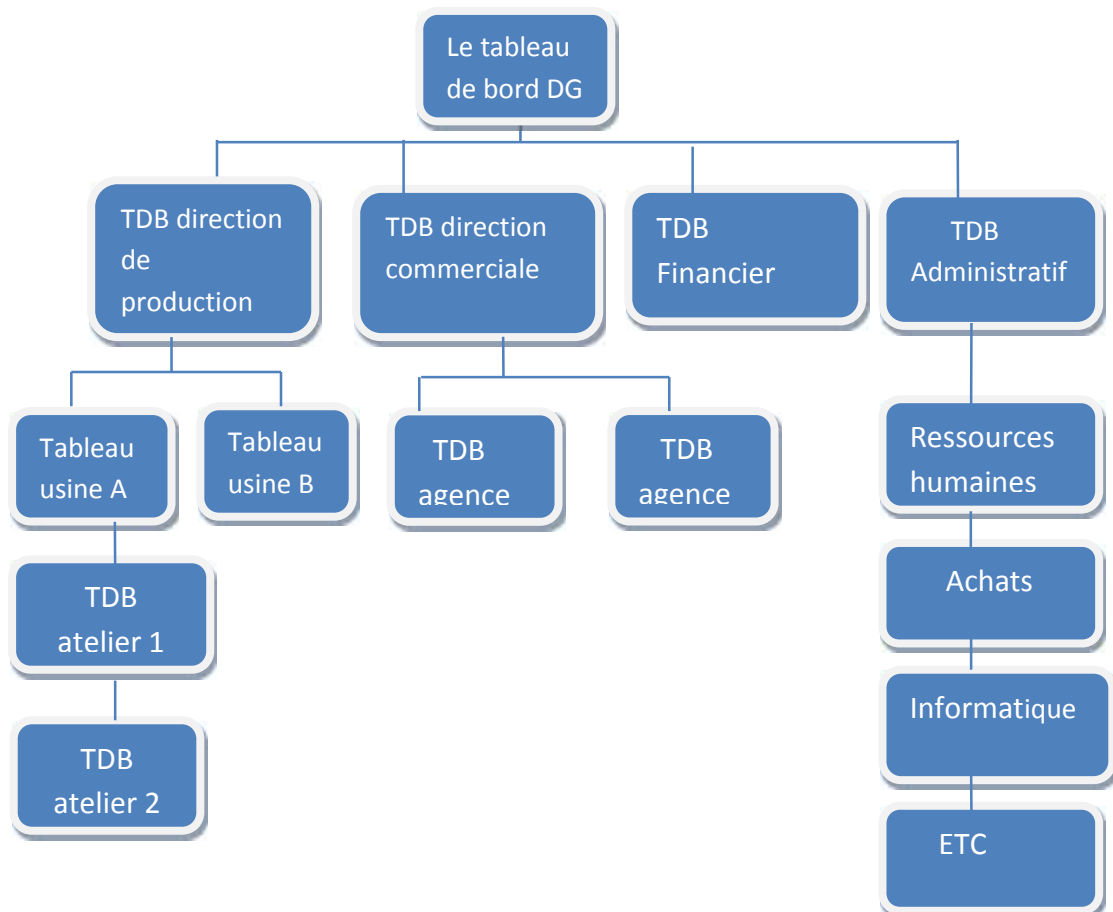 Le tableau
de bord DG
TDB direction
de
production
TDB direction
commerciale
TDB
Financier
TDB
Administratif
Tableau
usine A
Tableau
usine B
TDB
agence
TDB
agence
Ressources
humaines
TDB
atelier 1
Achats
TDB
atelier 2
Informatique
ETC